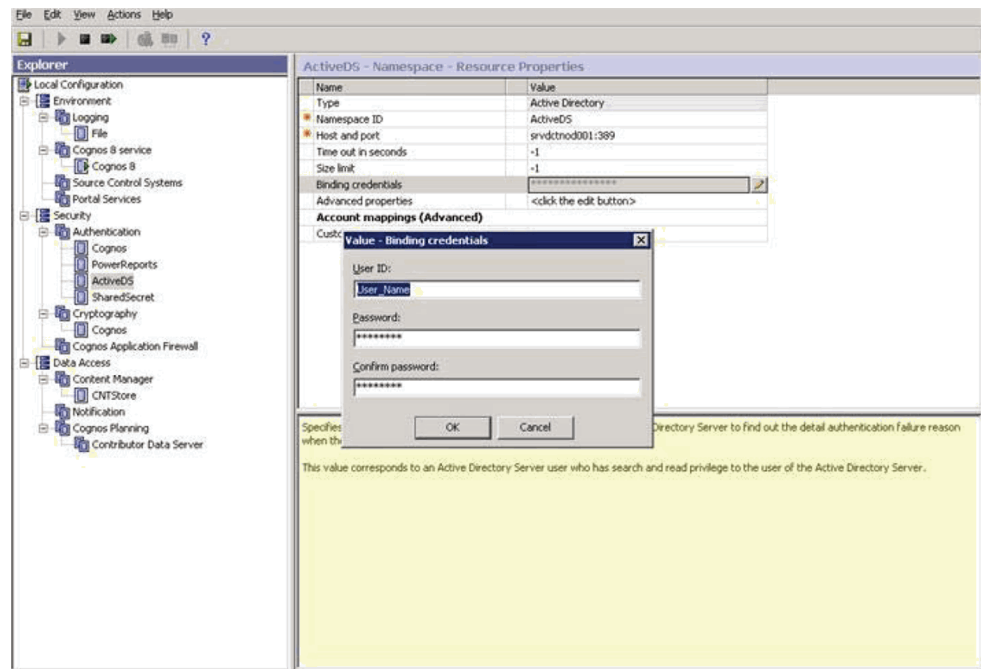 File Edit View Actions Help
Explorer
Local Configuration
Environment
Logging
File
Cognos 8 service
Cognos 8
Source Control Systems
Portal Services
Security
Authentication
Cognos
PowerReports
ActiveDS
SharedSecret
Cryptography
Cognos
Cognos Application Firewall
Data Access
Content Manager
CNTStore
Notification
Cognos Planning
Contributor Data Server
ActiveDS - Namespace - Resource Properties
Name Value
Type Active Directory
* Namespace ID ActiveDS
* Host and port srvdctnod001:389
Time out in seconds -1
Size limit -1
Binding credentials ***************
Advanced properties <click the edit button>
Account mappings (Advanced)
Custo
Value - Binding credentials
User ID:
User_Name
Password:
********
Confirm password:
********
OK Cancel
Specifies Directory Server to find out the detail authentication failure reason
when the
This value corresponds to an Active Directory Server user who has search and read privilege to the user of the Active Directory Server.